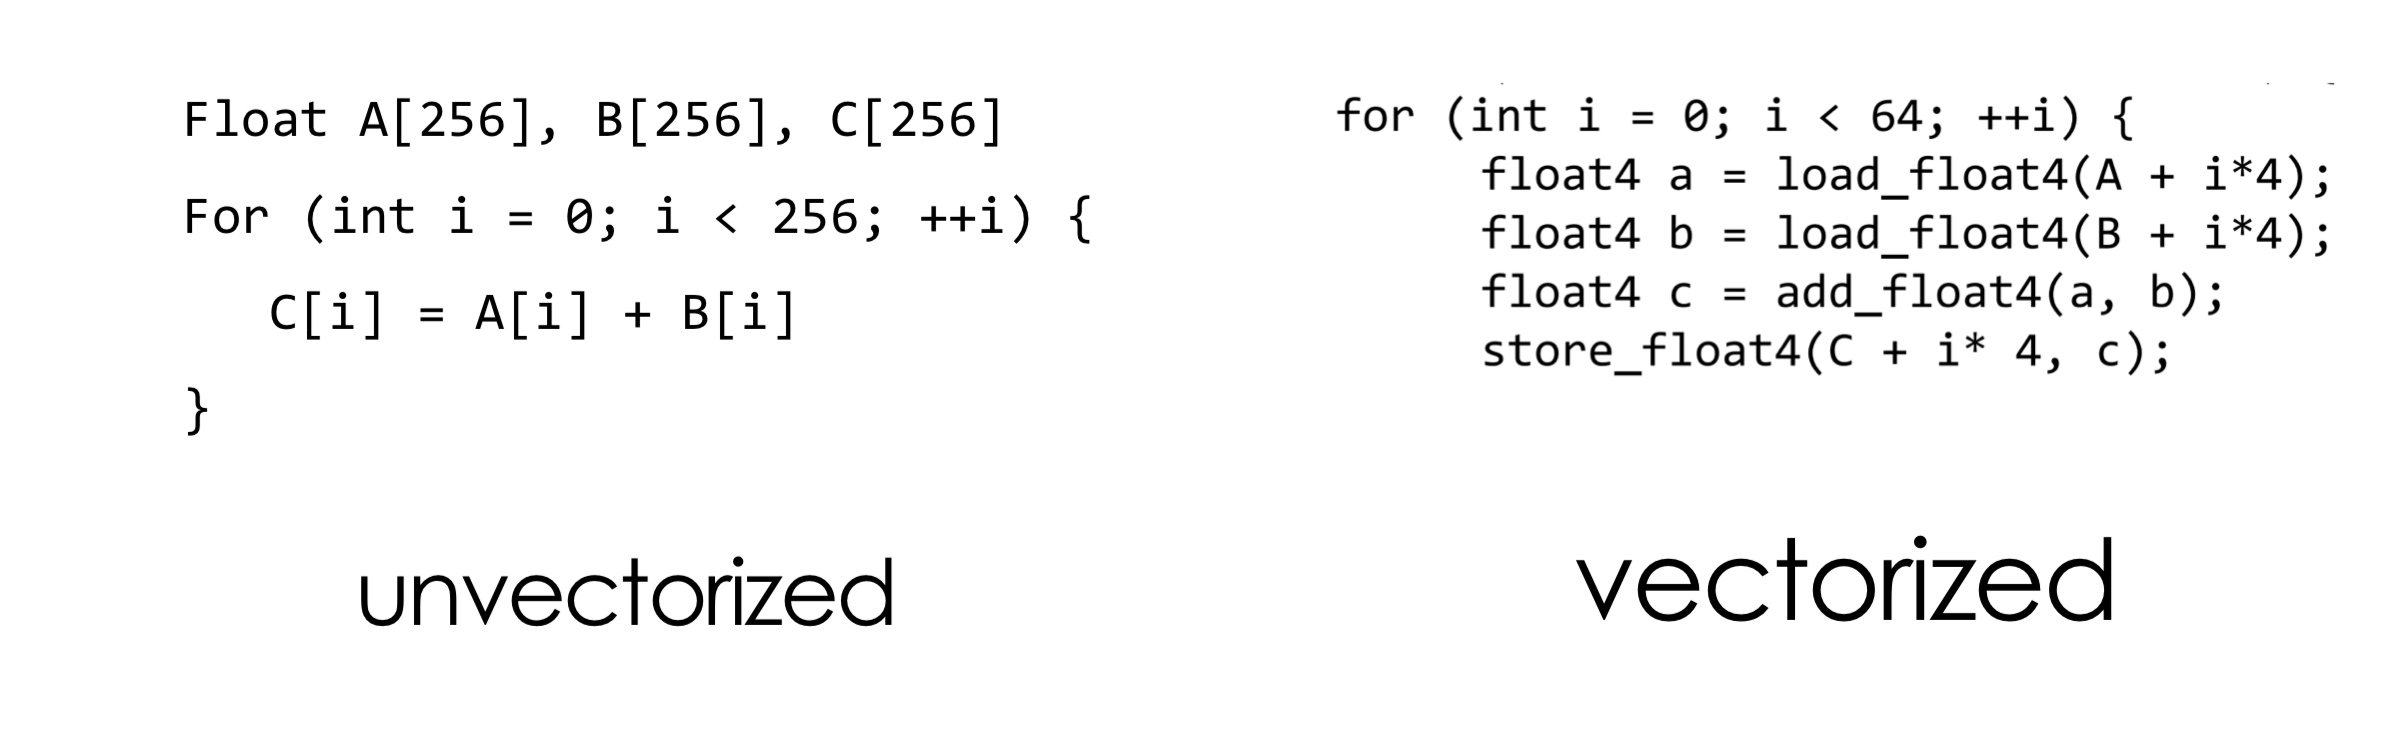 Float A[256], B[256], C[256]
For (int i = 0; i < 256; ++i) {
C[i] = A[i] + B[i]
}
unvectorized
for (int i = 0; i < 64; ++i) {
float4 a = load_float4(A + i*4);
float4 b = load_float4(B + i*4);
float4 c = add_float4(a, b);
store_float4(C + i* 4, c);
vectorized